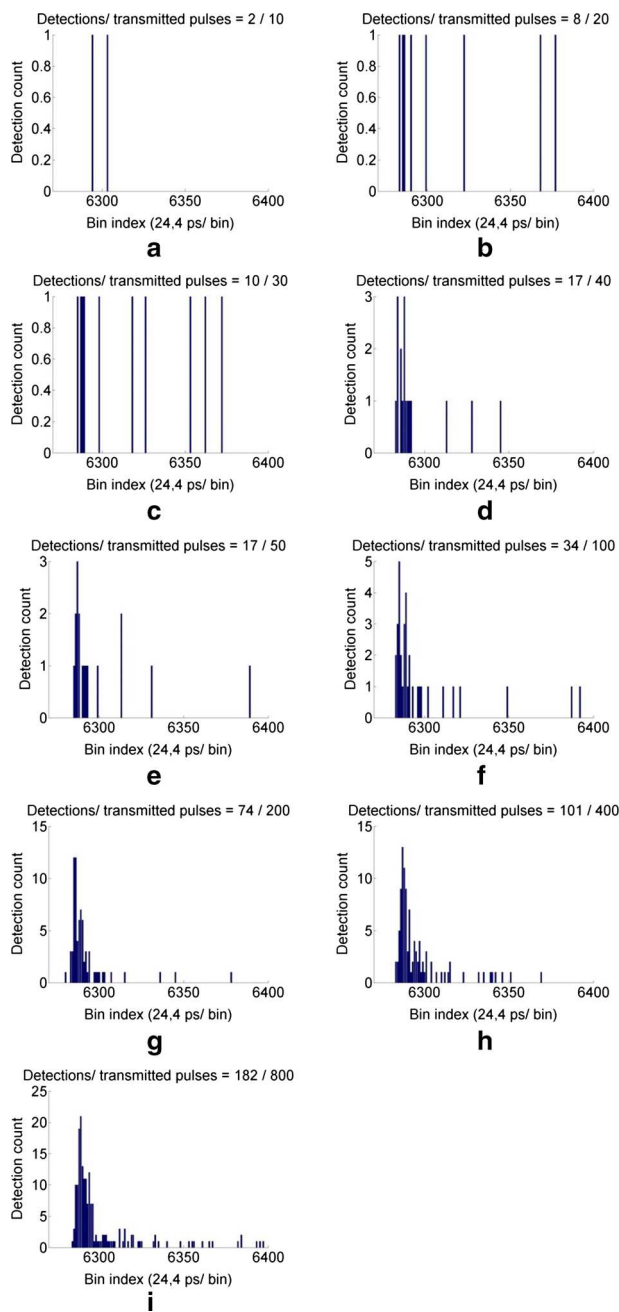 Detections/ transmitted pulses = 2 / 10
Detection count
1
0.8
0.6
0.4
0.2
0
6300 6350 6400
Bin index (24,4 ps/ bin)
a
Detections/ transmitted pulses = 8 / 20
Detection count
1
0.8
0.6
0.4
0.2
0
6300 6350 6400
Bin index (24,4 ps/ bin)
b
Detections/ transmitted pulses = 10 / 30
Detection count
1
0.8
0.6
0.4
0.2
0
6300 6350 6400
Bin index (24,4 ps/ bin)
c
Detections/ transmitted pulses = 17 / 40
Detection count
3
2
1
0
6300 6350 6400
Bin index (24,4 ps/ bin)
d
Detections/ transmitted pulses = 17 / 50
Detection count
3
2
1
0
6300 6350 6400
Bin index (24,4 ps/ bin)
e
Detections/ transmitted pulses = 34 / 100
Detection count
5
4
3
2
1
0
6300 6350 6400
Bin index (24,4 ps/ bin)
f
Detections/ transmitted pulses = 74 / 200
Detection count
15
10
5
0
6300 6350 6400
Bin index (24,4 ps/ bin)
g
Detections/ transmitted pulses = 101 / 400
Detection count
15
10
5
0
6300 6350 6400
Bin index (24,4 ps/ bin)
h
Detections/ transmitted pulses = 182 / 800
Detection count
25
20
15
10
5
0
6300 6350 6400
Bin index (24,4 ps/ bin)
i